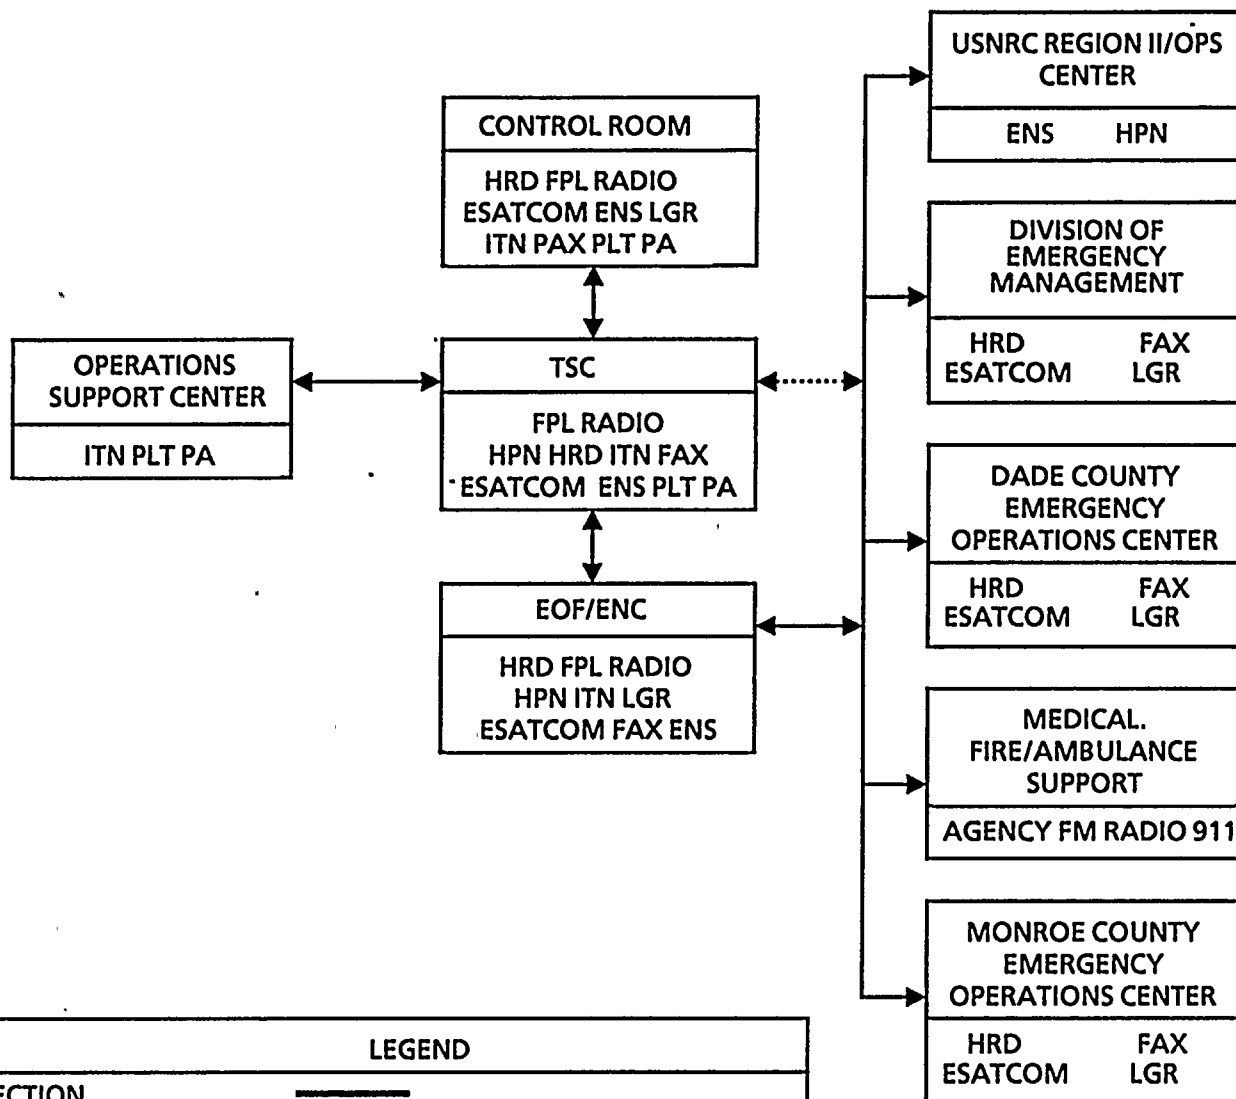 USNRC REGION II/OPS
CENTER
ENS HPN
CONTROL ROOM
HRD FPL RADIO
ESATCOM ENS LGR
ITN PAX PLT PA
DIVISION OF
EMERGENCY
MANAGEMENT
HRD FAX
ESATCOM LGR
OPERATIONS
SUPPORT CENTER
ITN PLT PA
TSC
FPL RADIO
HPN HRD ITN FAX
ESATCOM ENS PLT PA
DADE COUNTY
EMERGENCY
OPERATIONS CENTER
HRD FAX
ESATCOM LGR
EOF/ENC
HRD FPL RADIO
HPN ITN LGR
ESATCOM FAX ENS
MEDICAL.
FIRE/AMBULANCE
SUPPORT
AGENCY FM RADIO 911
MONROE COUNTY
EMERGENCY
OPERATIONS CENTER
HRD FAX
ESATCOM LGR
LEGEND